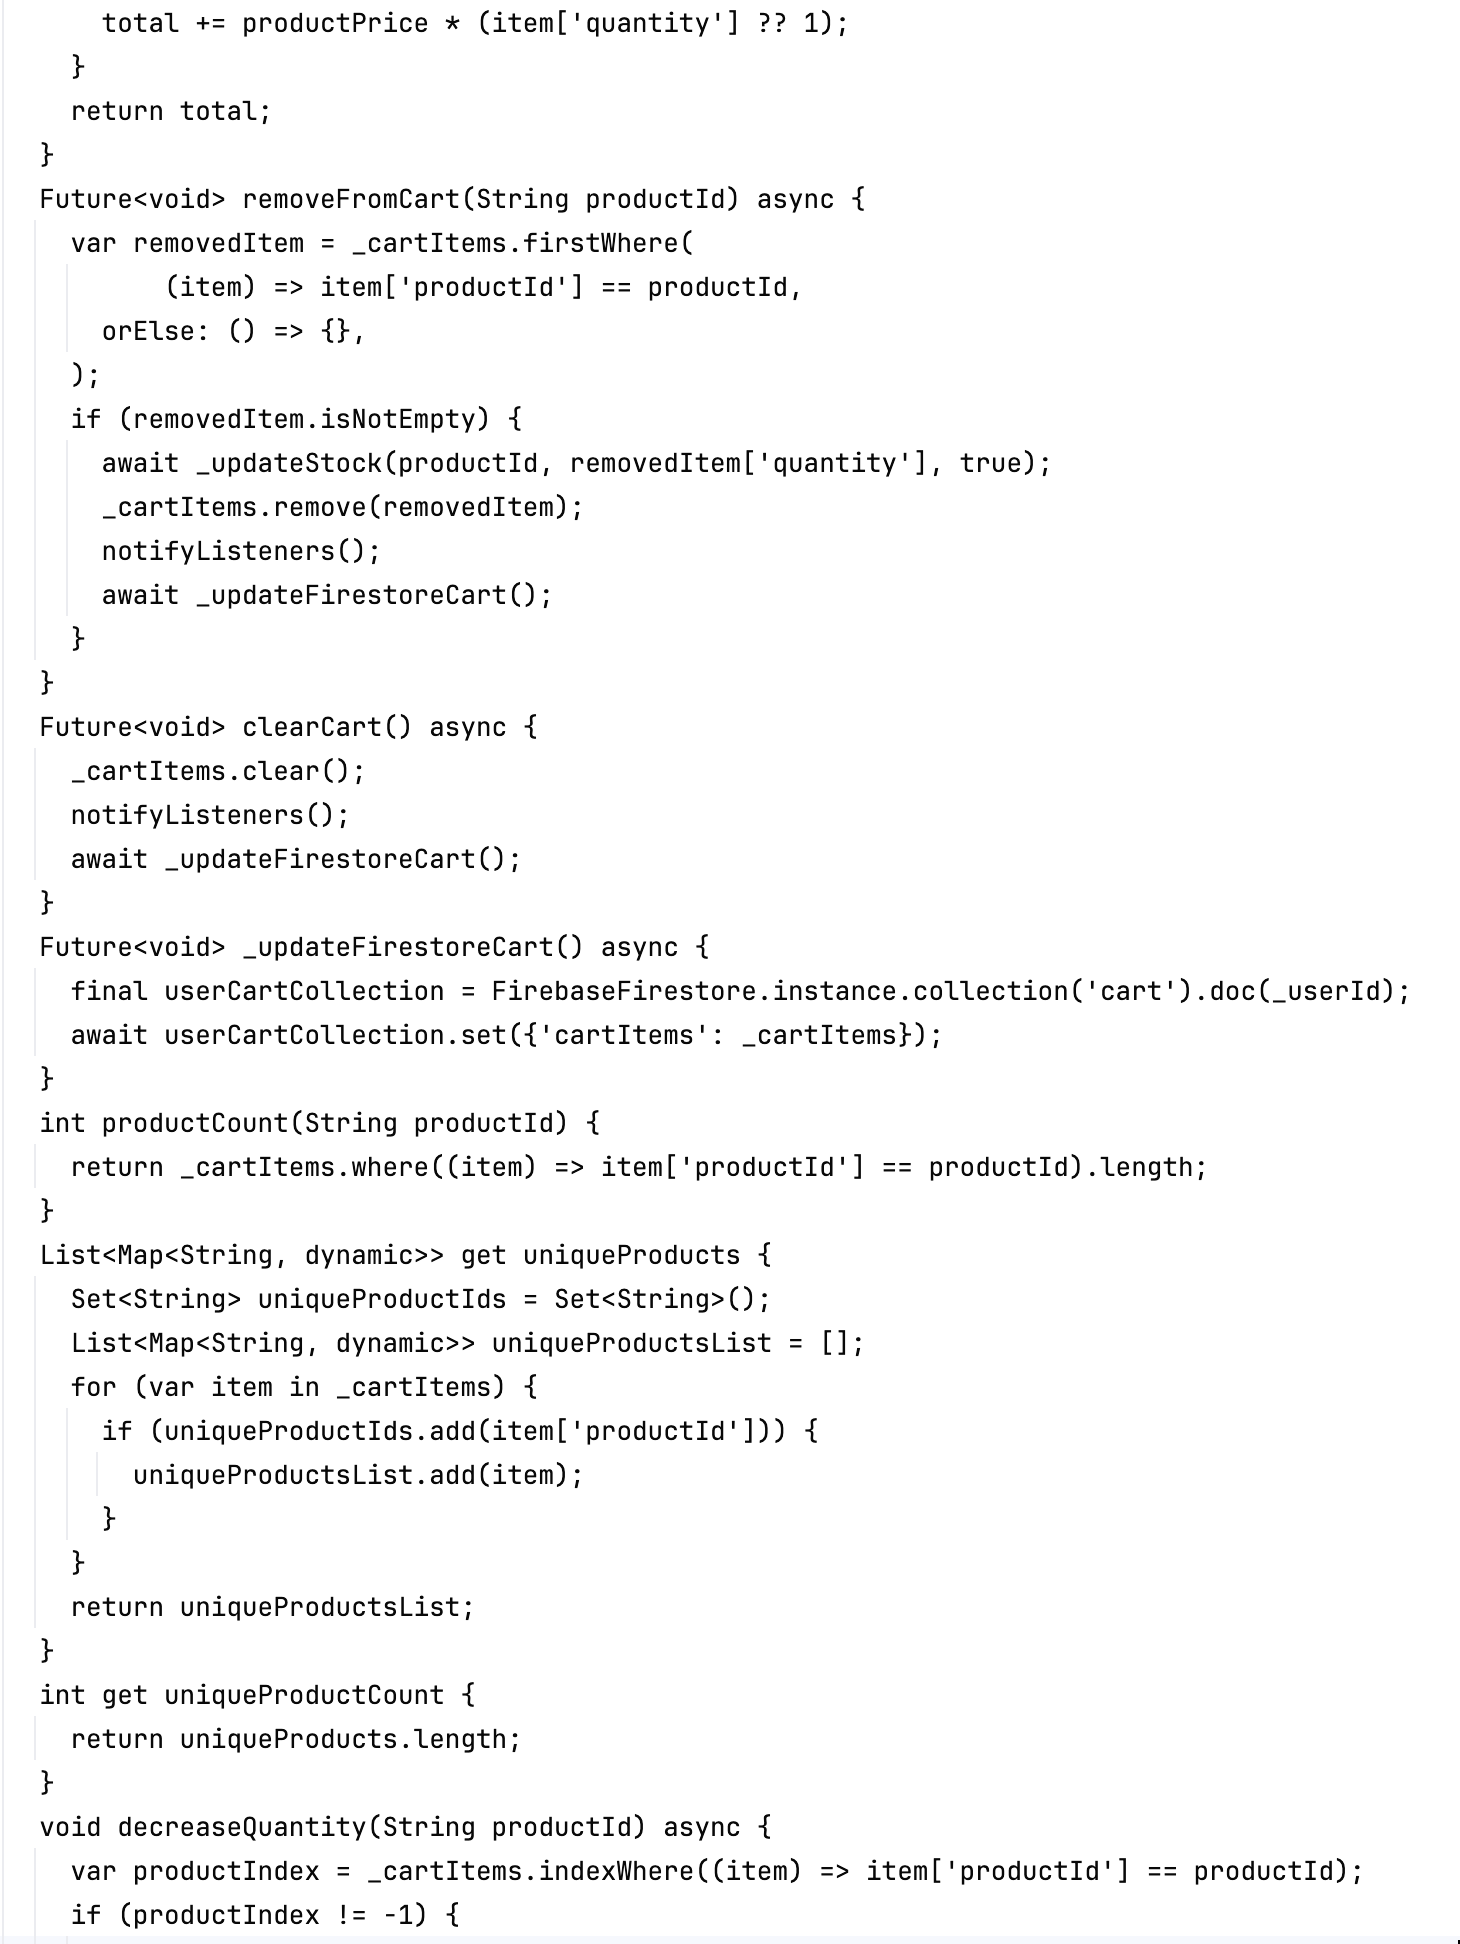 total += productPrice * (item['quantity'] ?? 1);
}
return total;
}
Future<void> removeFromCart(String productId) async {
var removedItem = _cartItems.firstWhere(
(item) => item['productId'] == productId,
orElse: () => {},
);
if (removedItem.isNotEmpty) {
await _updateStock(productId, removedItem['quantity'], true);
_cartItems.remove(removedItem);
notifyListeners();
await _updateFirestoreCart();
}
}
Future<void> clearCart() async {
_cartItems.clear();
notifyListeners();
await _updateFirestoreCart();
}
Future<void> _updateFirestoreCart() async {
final userCartCollection = FirebaseFirestore.instance.collection('cart').doc(_userId);
await userCartCollection.set({'cartItems': _cartItems});
}
int productCount(String productId) {
return _cartItems.where((item) => item['productId'] == productId).length;
}
List<Map<String, dynamic>> get uniqueProducts {
Set<String> uniqueProductIds = Set<String>();
List<Map<String, dynamic>> uniqueProductsList = [];
for (var item in _cartItems) {
if (uniqueProductIds.add(item['productId'])) {
uniqueProductsList.add(item);
}
}
return uniqueProductsList;
}
int get uniqueProductCount {
return uniqueProducts.length;
}
void decreaseQuantity(String productId) async {
var productIndex = _cartItems.indexWhere((item) => item['productId'] == productId);
if (productIndex != -1) {